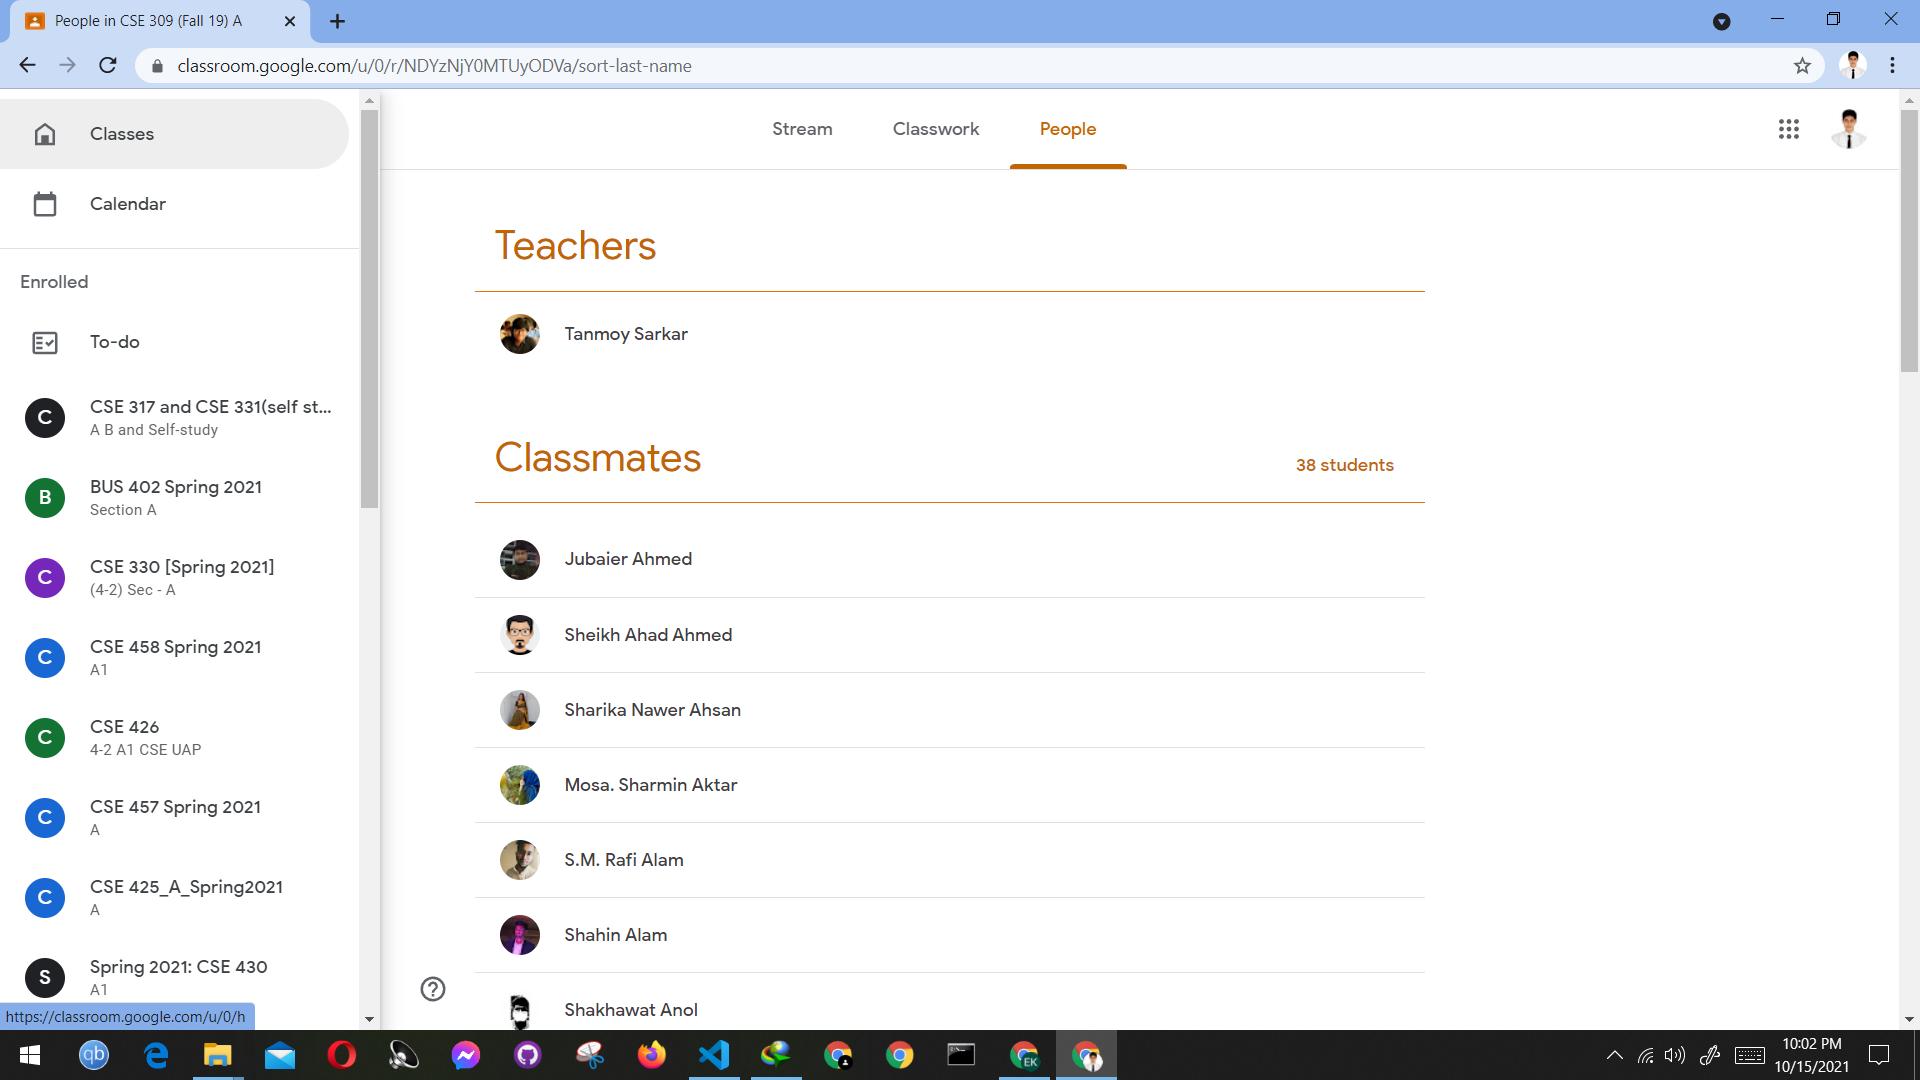 People in CSE 309 (Fall 19) A
classroom.google.com/u/0/r/NDYzNjY0MTUyODVa/sort-last-name
Classes
Calendar
Enrolled
To-do
C
CSE 317 and CSE 331(self st...
A B and Self-study
B
BUS 402 Spring 2021
Section A
C
CSE 330 [Spring 2021]
(4-2) Sec - A
C
CSE 458 Spring 2021
A1
C
CSE 426
4-2 A1 CSE UAP
C
CSE 457 Spring 2021
A
C
CSE 425_A_Spring2021
A
S
Spring 2021: CSE 430
A1
https://classroom.google.com/u/0/h
Stream Classwork People
Teachers
Tanmoy Sarkar
Classmates 38 students
Jubaier Ahmed
Sheikh Ahad Ahmed
Sharika Nawer Ahsan
Mosa. Sharmin Aktar
S.M. Rafi Alam
Shahin Alam
Shakhawat Anol
qb
EK
10:02 PM
10/15/2021